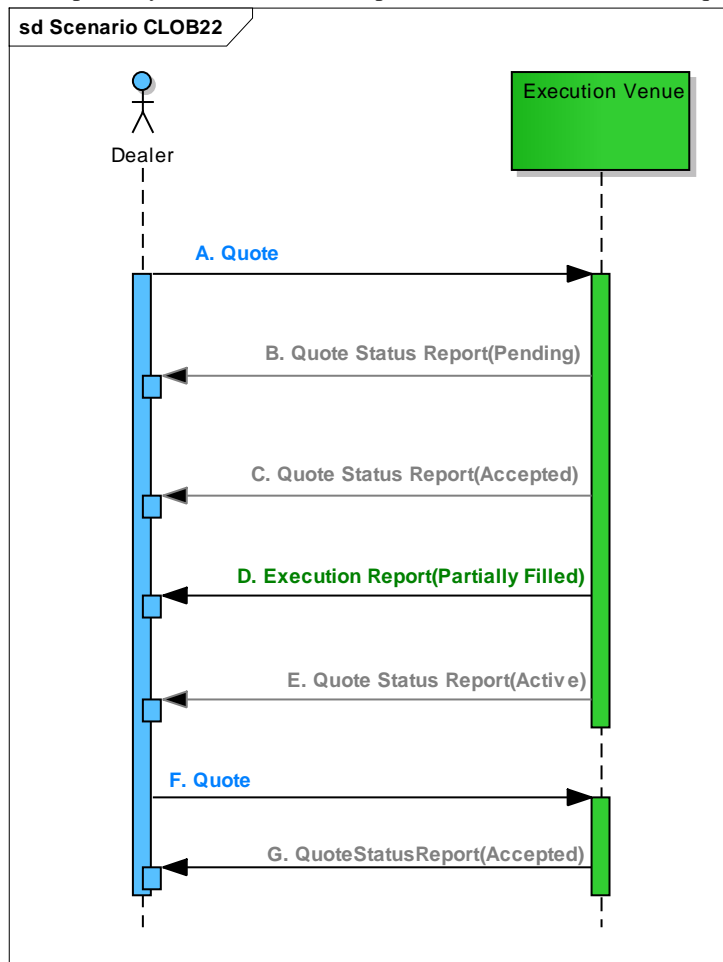 sd Scenario CLOB22
Execution Venue
Dealer
A. Quote
B. Quote Status Report(Pending)
C. Quote Status Report(Accepted)
D. Execution Report(Partially Filled)
E. Quote Status Report(Active)
F. Quote
G. QuoteStatusReport(Accepted)